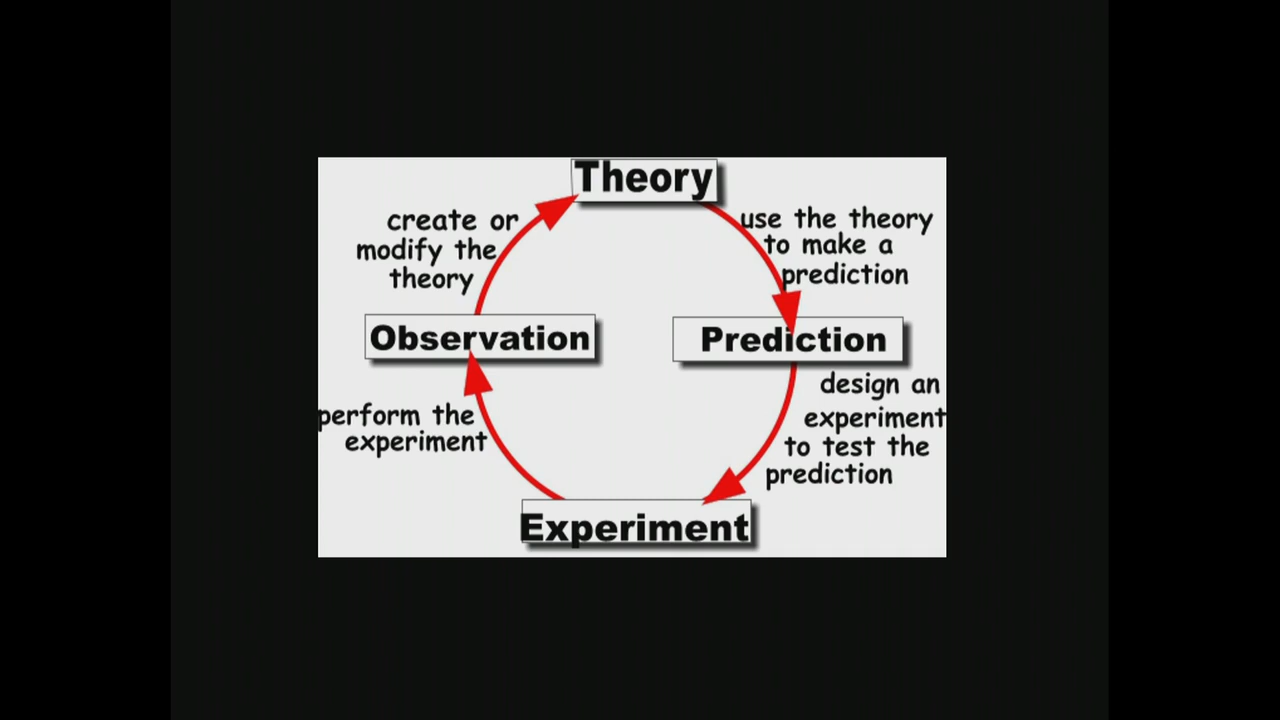 Theory
use the theory
to make a
prediction
Prediction
design an
experiment
to test the
prediction
Experiment
perform the
experiment
Observation
create or
modify the
theory